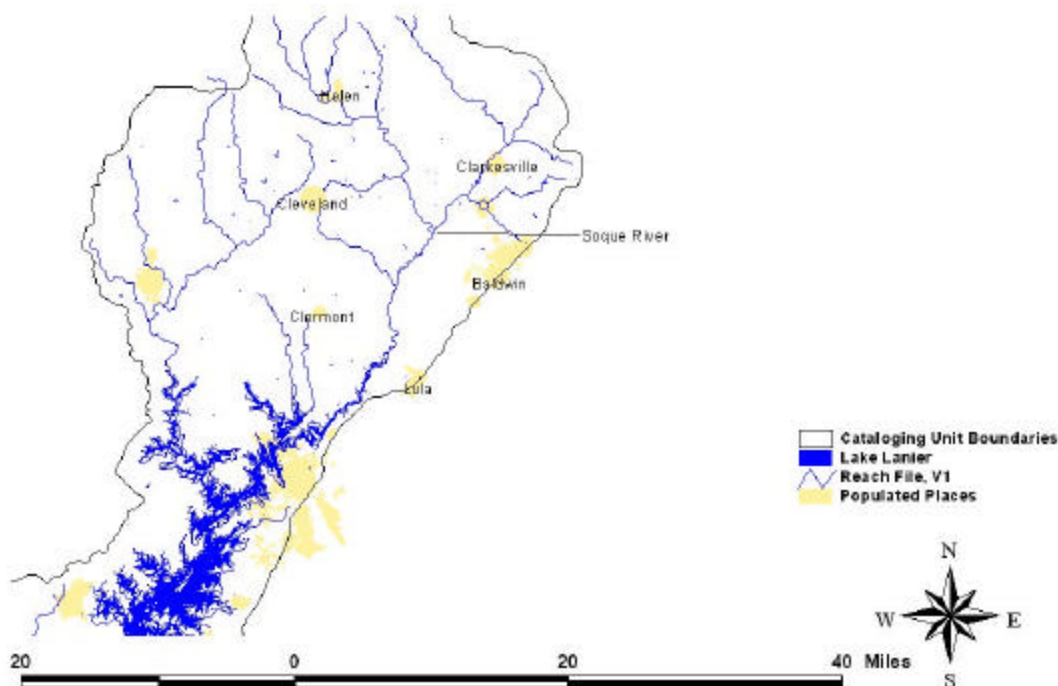 Helen
Clarkesville
Cleveland
Soque River
Baldwin
Clermont
Lula
Cataloging Unit Boundaries
Lake Lanier
Reach File, V1
Populated Places
N
W E
S
20 0 20 40 Miles